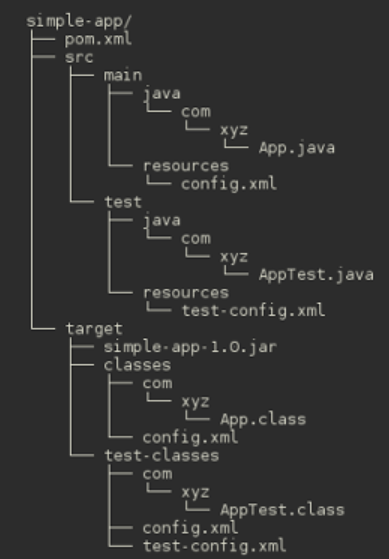 simple-app/
├── pom.xml
├── src
│   ├── main
│   │   ├── java
│   │   │   └── com
│   │   │       └── xyz
│   │   │           └── App.java
│   │   └── resources
│   │       └── config.xml
│   └── test
│       ├── java
│       │   └── com
│       │       └── xyz
│       │           └── AppTest.java
│       └── resources
│           └── test-config.xml
└── target
    ├── simple-app-1.0.jar
    ├── classes
    │   ├── com
    │   │   └── xyz
    │   │       └── App.class
    │   └── config.xml
    └── test-classes
        ├── com
        │   └── xyz
        │       └── AppTest.class
        ├── config.xml
        └── test-config.xml